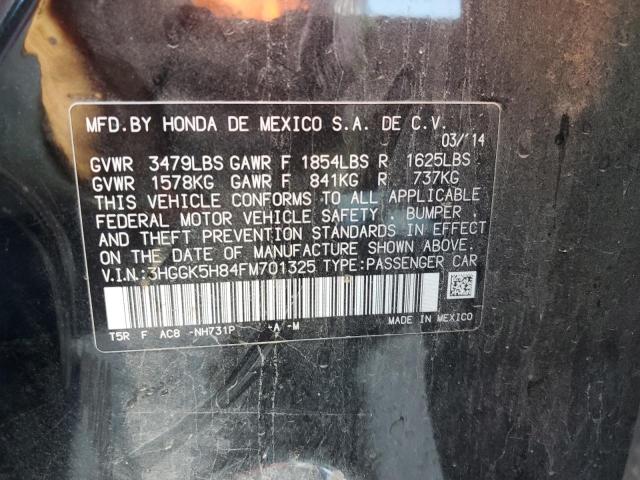 MFD.BY HONDA DE MEXICO S.A. DE C.V.
03/'14
GVWR 3479LBS GAWR F 1854LBS R 1625LBS
GVWR 1578KG GAWR F 841KG R 737KG
THIS VEHICLE CONFORMS TO ALL APPLICABLE
FEDERAL MOTOR VEHICLE SAFETY , BUMPER ,
AND THEFT PREVENTION STANDARDS IN EFFECT
ON THE DATE OF MANUFACTURE SHOWN ABOVE.
V.I.N.:3HGGK5H84FM701325 TYPE:PASSENGER CAR
T5R F AC8 -NH731P -A -M MADE IN MEXICO